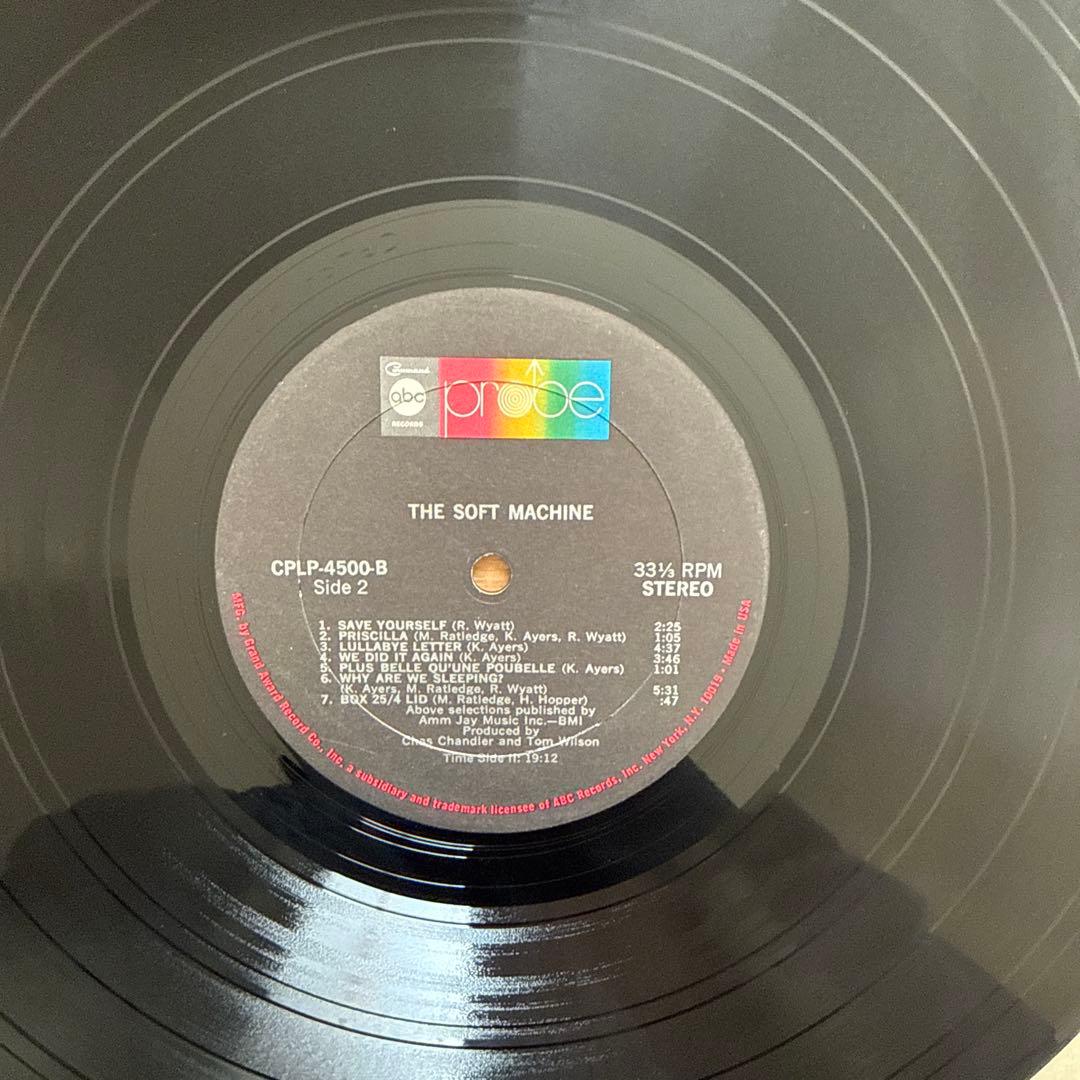 Command
abc
RECORDS
probe
THE SOFT MACHINE
CPLP-4500-B
Side 2
33⅓ RPM
STEREO
1. SAVE YOURSELF (R. Wyatt) 2:25
2. PRISCILLA (M. Ratledge, K. Ayers, R. Wyatt) 1:05
3. LULLABYE LETTER (K. Ayers) 4:37
4. WE DID IT AGAIN (K. Ayers) 3:46
5. PLUS BELLE QU'UNE POUBELLE (K. Ayers) 1:01
6. WHY ARE WE SLEEPING?
(K. Ayers, M. Ratledge, R. Wyatt) 5:31
7. BOX 25/4 LID (M. Ratledge, H. Hopper) :47
Above selections published by
Amm Jay Music Inc.—BMI
Produced by
Chas Chandler and Tom Wilson
Time Side II: 19:12
MFG. by Grand Award Record Co., Inc. a subsidiary and trademark licensee of ABC Records, Inc. New York, N.Y. 10019 • Made in USA